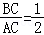 BC/AC = 1/2